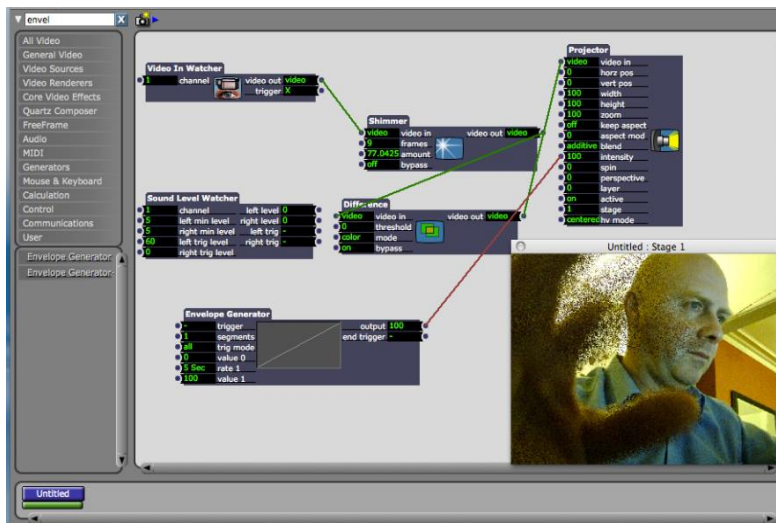 envel
X
All Video
General Video
Video Sources
Video Renderers
Core Video Effects
Quartz Composer
FreeFrame
Audio
MIDI
Generators
Mouse & Keyboard
Calculation
Control
Communications
User
Envelope Generator
Envelope Generator
Video In Watcher
1 channel video out video
trigger X
Shimmer
video video in video out video
9 frames
77.0425 amount
off bypass
Projector
video video in
0 horz pos
0 vert pos
100 width
100 height
100 zoom
off keep aspect
0 aspect mod
additive blend
100 intensity
0 spin
0 perspective
0 layer
on active
1 stage
centered hv mode
Sound Level Watcher
1 channel left level 0
5 left min level right level 0
5 right min level left trig -
60 left trig level right trig -
0 right trig level
Difference
video video in video out video
0 threshold
color mode
on bypass
Envelope Generator
- trigger output 100
1 segments end trigger -
all trig mode
0 value 0
5 Sec rate 1
100 value 1
Untitled : Stage 1
Untitled